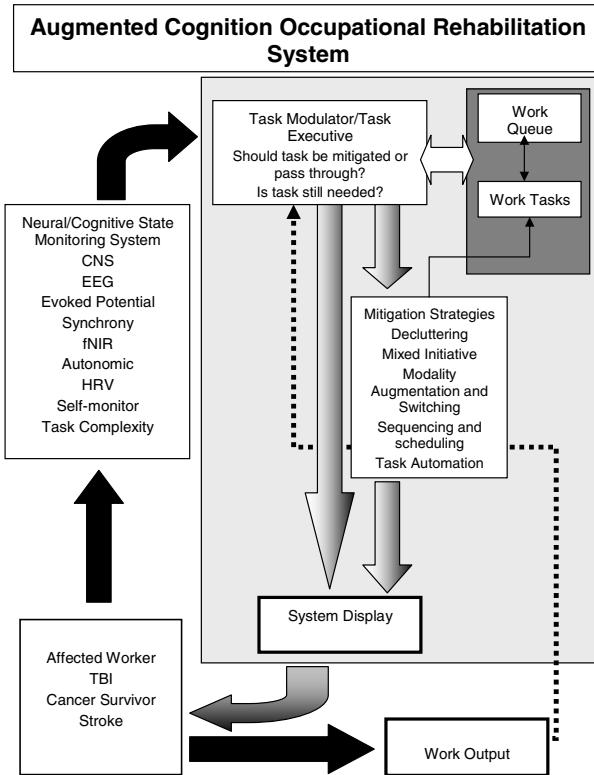 Augmented Cognition Occupational Rehabilitation
System
Task Modulator/Task
Executive
Should task be mitigated or
pass through?
Is task still needed?
Work
Queue
Work Tasks
Neural/Cognitive State
Monitoring System
CNS
EEG
Evoked Potential
Synchrony
fNIR
Autonomic
HRV
Self-monitor
Task Complexity
Mitigation Strategies
Decluttering
Mixed Initiative
Modality
Augmentation and
Switching
Sequencing and
scheduling
Task Automation
System Display
Affected Worker
TBI
Cancer Survivor
Stroke
Work Output